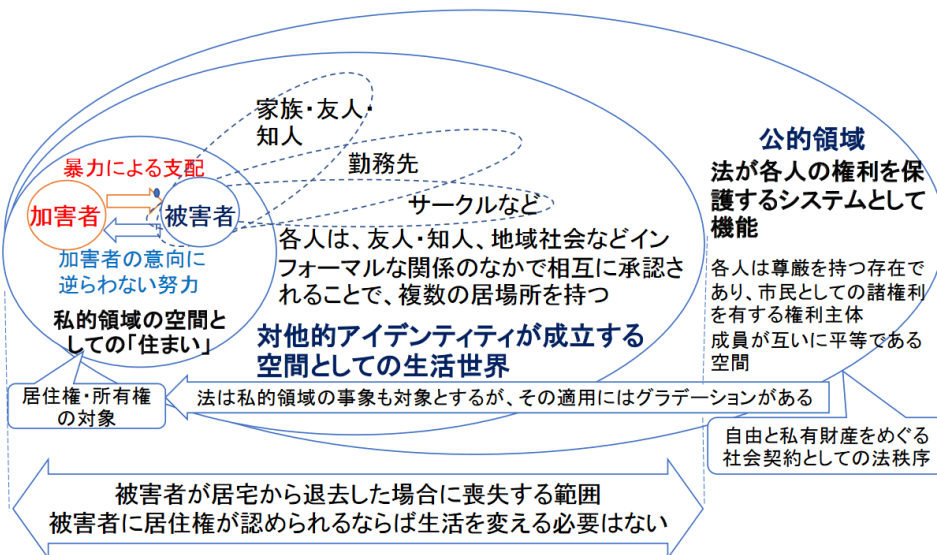 家族・友人・
知人
勤務先
サークルなど
暴力による支配
加害者
被害者
加害者の意向に
逆らわない努力
私的領域の空間と
しての「住まい」
各人は、友人・知人、地域社会などイン
フォーマルな関係のなかで相互に承認さ
れることで、複数の居場所を持つ
対他的アイデンティティが成立する
空間としての生活世界
公的領域
法が各人の権利を保
護するシステムとして
機能
各人は尊厳を持つ存在で
あり、市民としての諸権利
を有する権利主体
成員が互いに平等である
空間
居住権・所有権
の対象
法は私的領域の事象も対象とするが、その適用にはグラデーションがある
自由と私有財産をめぐる
社会契約としての法秩序
被害者が居宅から退去した場合に喪失する範囲
被害者に居住権が認められるならば生活を変える必要はない